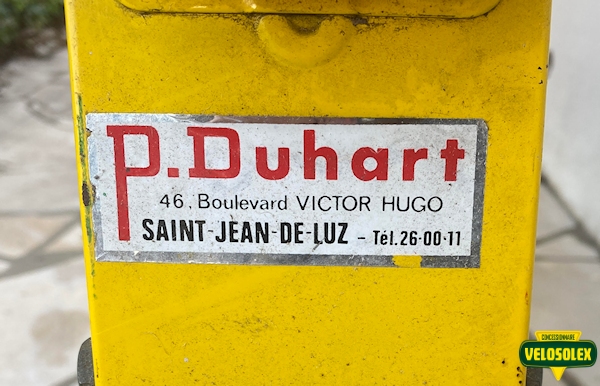 P.Duhart
46, Boulevard VICTOR HUGO
SAINT-JEAN-DE-LUZ - Tél. 26-00-11
CONCESSIONNAIRE
VELOSOLEX